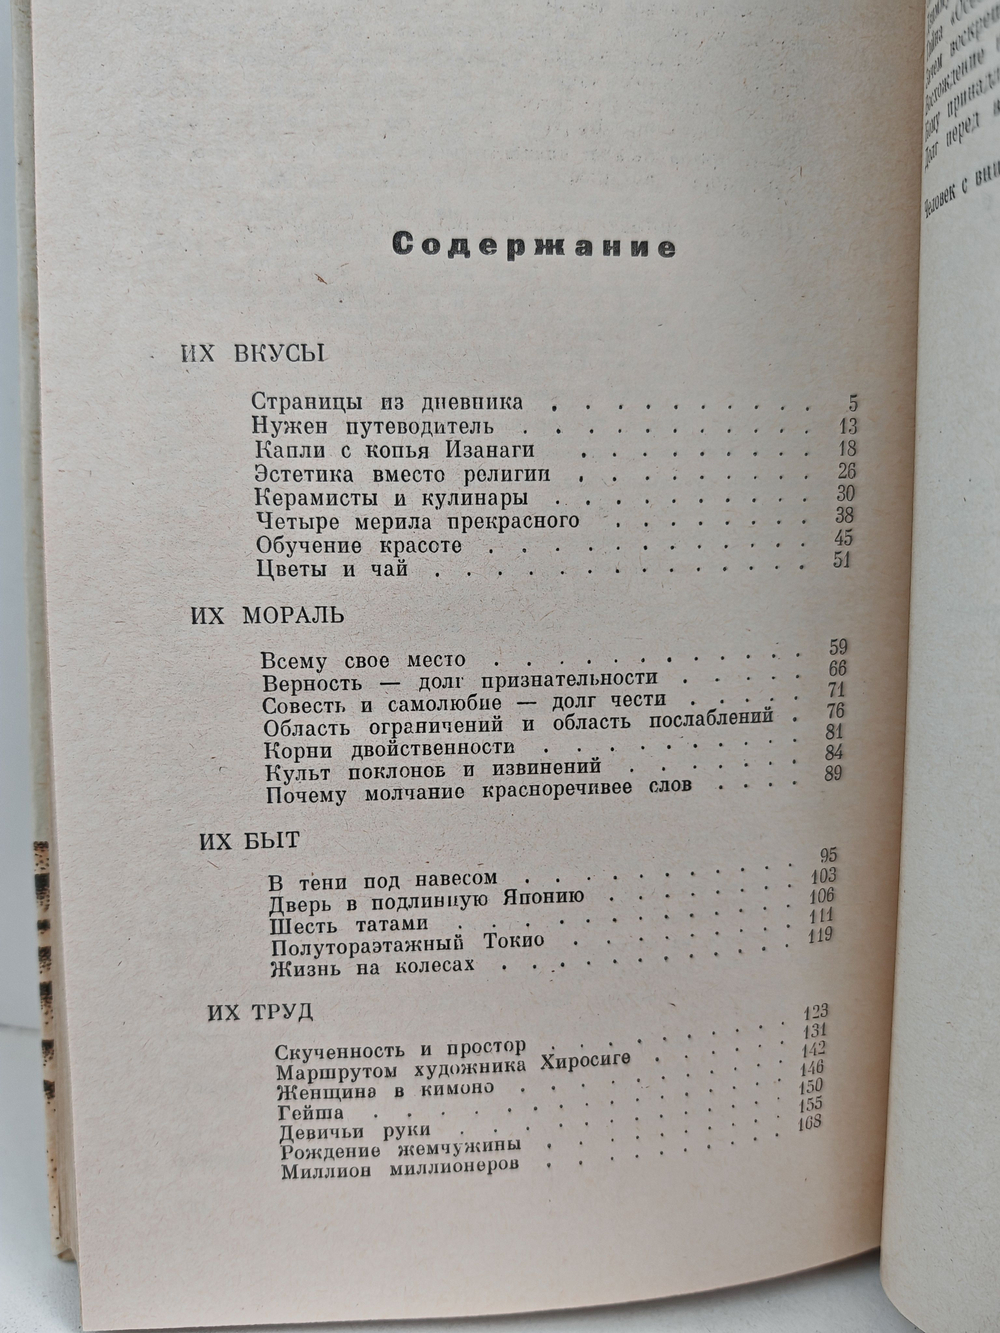 Содержание
ИХ ВКУСЫ
Страницы из дневника . . . . . . . . . . 5
Нужен путеводитель . . . . . . . . . . . 13
Капли с копья Изанаги . . . . . . . . . 18
Эстетика вместо религии . . . . . . . . . 26
Керамисты и кулинары . . . . . . . . . . 30
Четыре мерила прекрасного . . . . . . . . 38
Обучение красоте . . . . . . . . . . . . 45
Цветы и чай . . . . . . . . . . . . . . 51
ИХ МОРАЛЬ
Всему свое место . . . . . . . . . . . 59
Верность — долг признательности . . . . . 66
Совесть и самолюбие — долг чести . . . . . 71
Область ограничений и область послаблений . 76
Корни двойственности . . . . . . . . . 81
Культ поклонов и извинений . . . . . . . 84
Почему молчание красноречивее слов . . . . 89
ИХ БЫТ
В тени под навесом . . . . . . . . . . 95
Дверь в подлинную Японию . . . . . . . 103
Шесть татами . . . . . . . . . . . . 106
Полутораэтажный Токио . . . . . . . . 111
Жизнь на колесах . . . . . . . . . . 119
ИХ ТРУД
Скученность и простор . . . . . . . . 123
Маршрутом художника Хиросиге . . . . . 131
Женщина в кимоно . . . . . . . . . . 142
Гейша . . . . . . . . . . . . . 146
Девичьи руки . . . . . . . . . . . 150
Рождение жемчужины . . . . . . . . 155
Миллион миллионеров . . . . . . . . 168
перед
Человек с